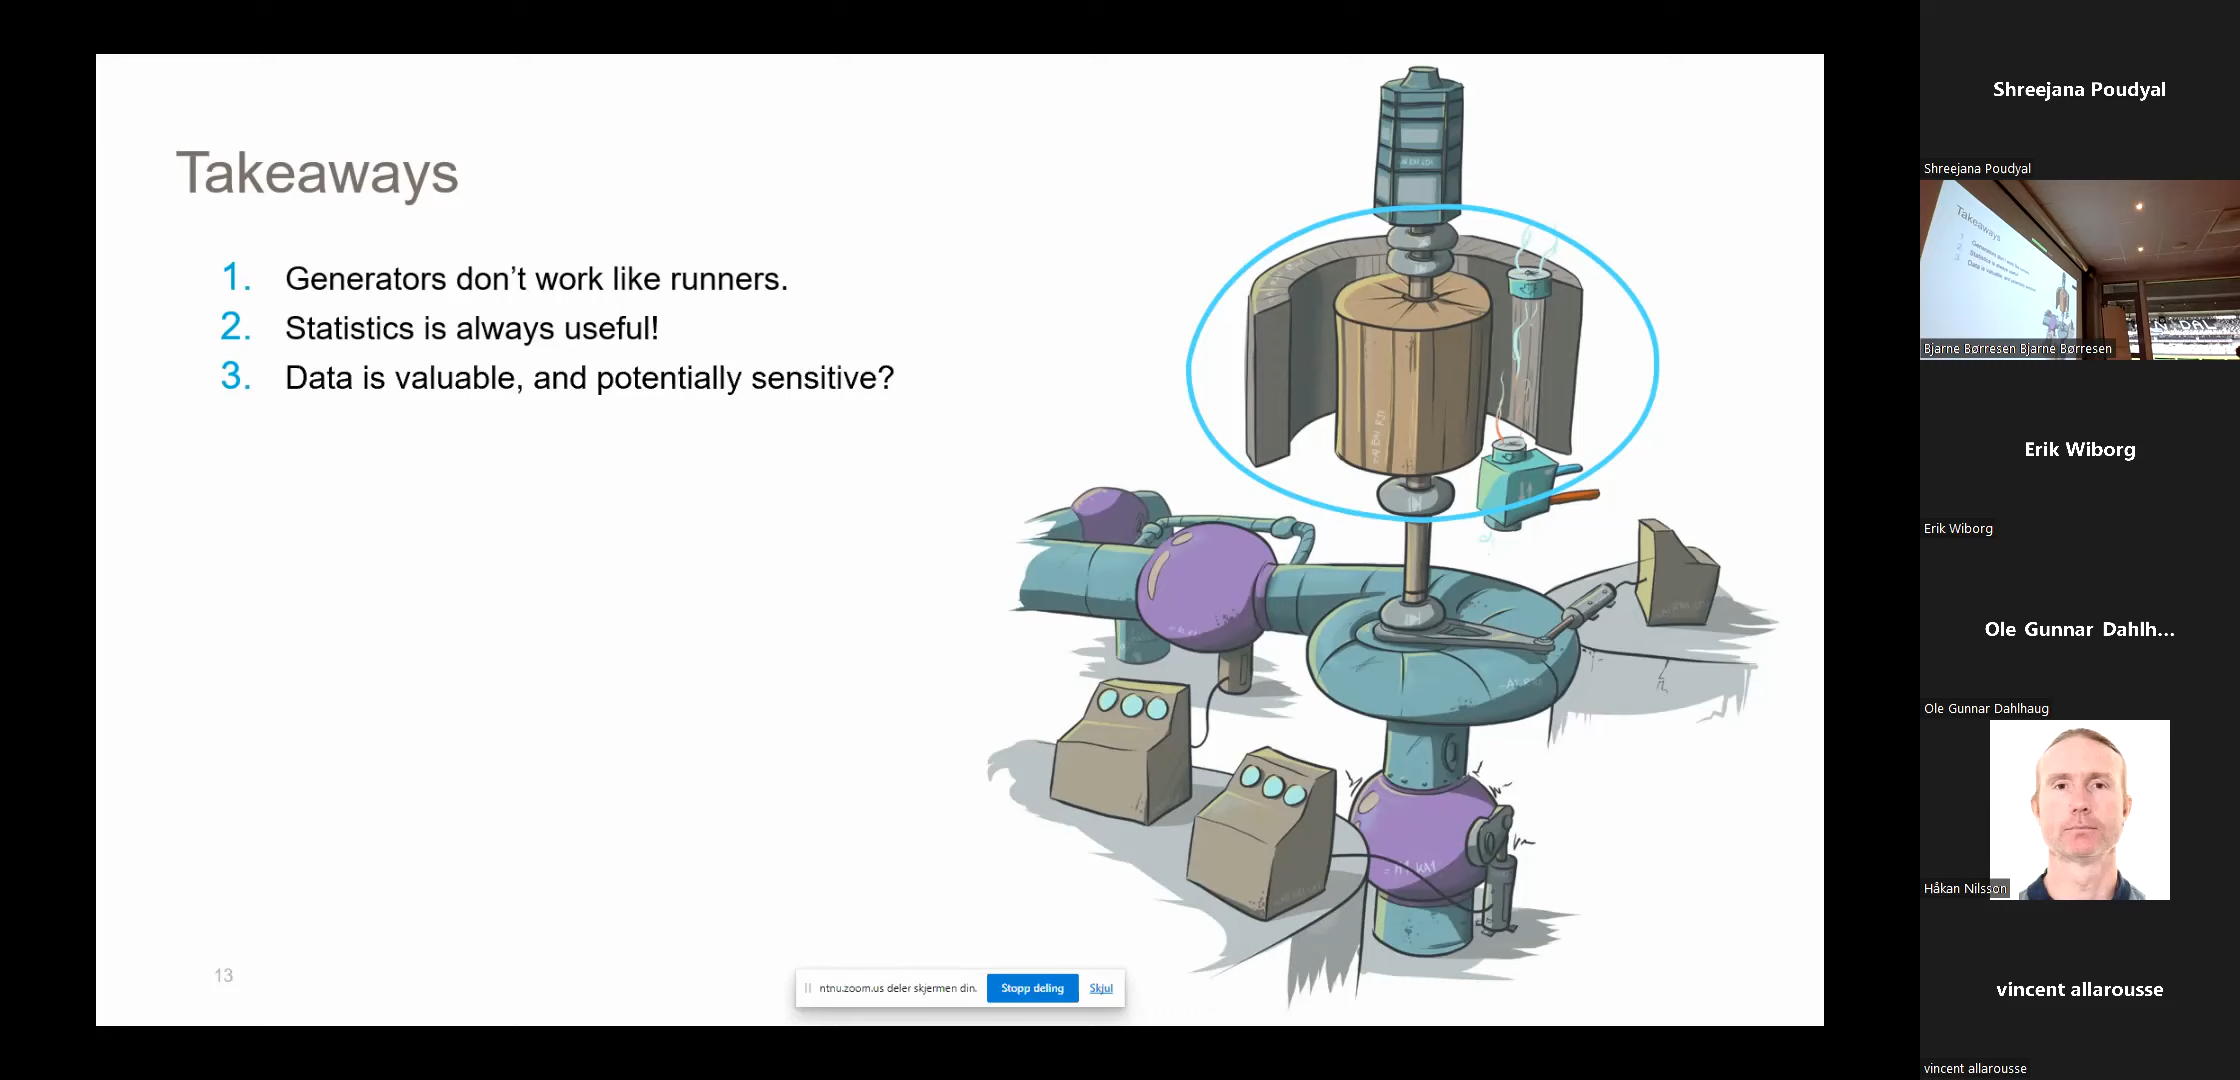 Takeaways
1. Generators don't work like runners.
2. Statistics is always useful!
3. Data is valuable, and potentially sensitive?
13
ntnu.zoom.us deler skjermen din. Stopp deling Skjul
Shreejana Poudyal
Shreejana Poudyal
Takeaways
Bjarne Børresen Bjarne Børresen
Erik Wiborg
Erik Wiborg
Ole Gunnar Dahlh...
Ole Gunnar Dahlhaug
Håkan Nilsson
vincent allarousse
vincent allarousse